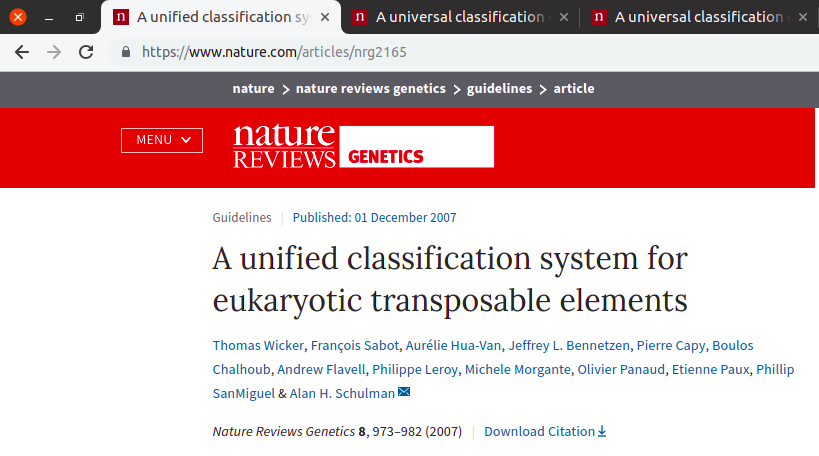 A unified classification sy
A universal classification
A universal classification
https://www.nature.com/articles/nrg2165
nature > nature reviews genetics > guidelines > article
MENU
nature
REVIEWS GENETICS
Guidelines | Published: 01 December 2007
A unified classification system for
eukaryotic transposable elements
Thomas Wicker, François Sabot, Aurélie Hua-Van, Jeffrey L. Bennetzen, Pierre Capy, Boulos
Chalhoub, Andrew Flavell, Philippe Leroy, Michele Morgante, Olivier Panaud, Etienne Paux, Phillip
SanMiguel & Alan H. Schulman
Nature Reviews Genetics 8, 973–982 (2007) | Download Citation